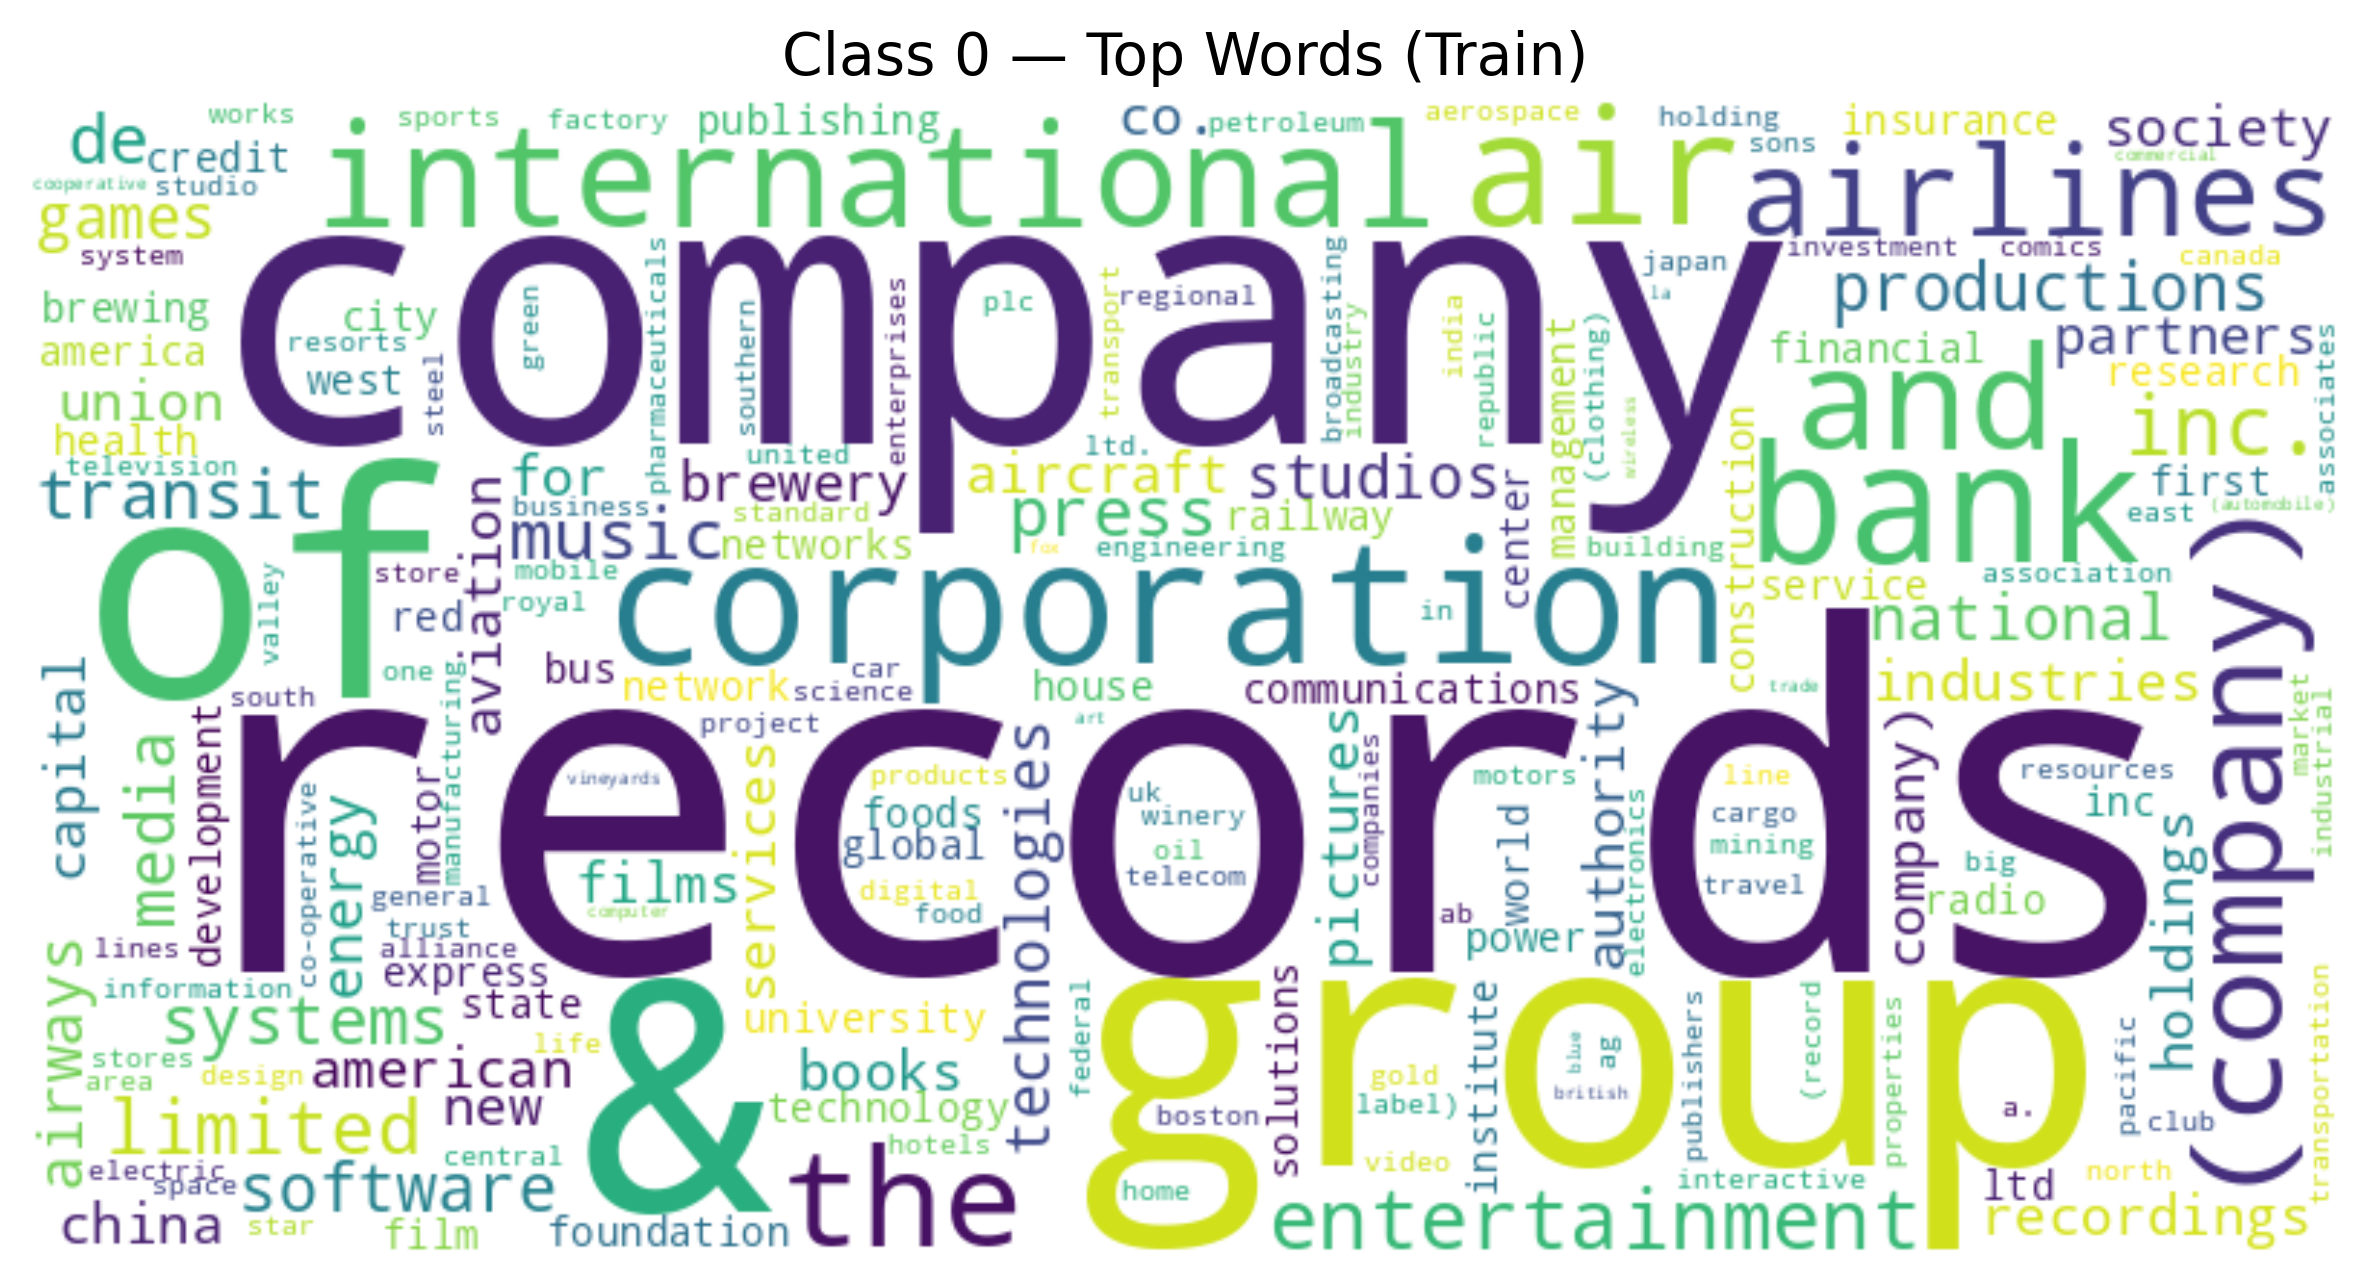 Class 0 — Top Words (Train)
works sports factory publishing co. petroleum aerospace holding insurance society
de credit international air sons commercial
cooperative studio airlines
games
system company investment comics canada
japan la productions
brewing city green pharmaceuticals southern enterprises plc transport regional broadcasting industry india republic management (clothing) wireless
america resorts west steel financial partners associates
union and research
health inc.
television for united brewery ltd. aircraft studios center construction bank first
transit of aviation business standard press railway east (automobile)
music networks fox engineering building
store mobile corporation in service association
valley red royal national
one bus car network science house communications trade industries (company)
capital south project art authority market industrial
media development records
motor manufacturing vineyards services products technologies uk pictures companies motors line company) resources
co-operative energy foods winery world electronics cargo inc
films global oil mining big holdings
general computer digital telecom travel radio
trust food ab power
airways lines alliance
information express state & group solutions institute publishers (record properties pacific transportation
systems university federal blue ag
stores life books gold british
area design american label) a.
limited new technology boston club
central hotels video
electric space software the home interactive ltd north
china star film foundation entertainment recordings